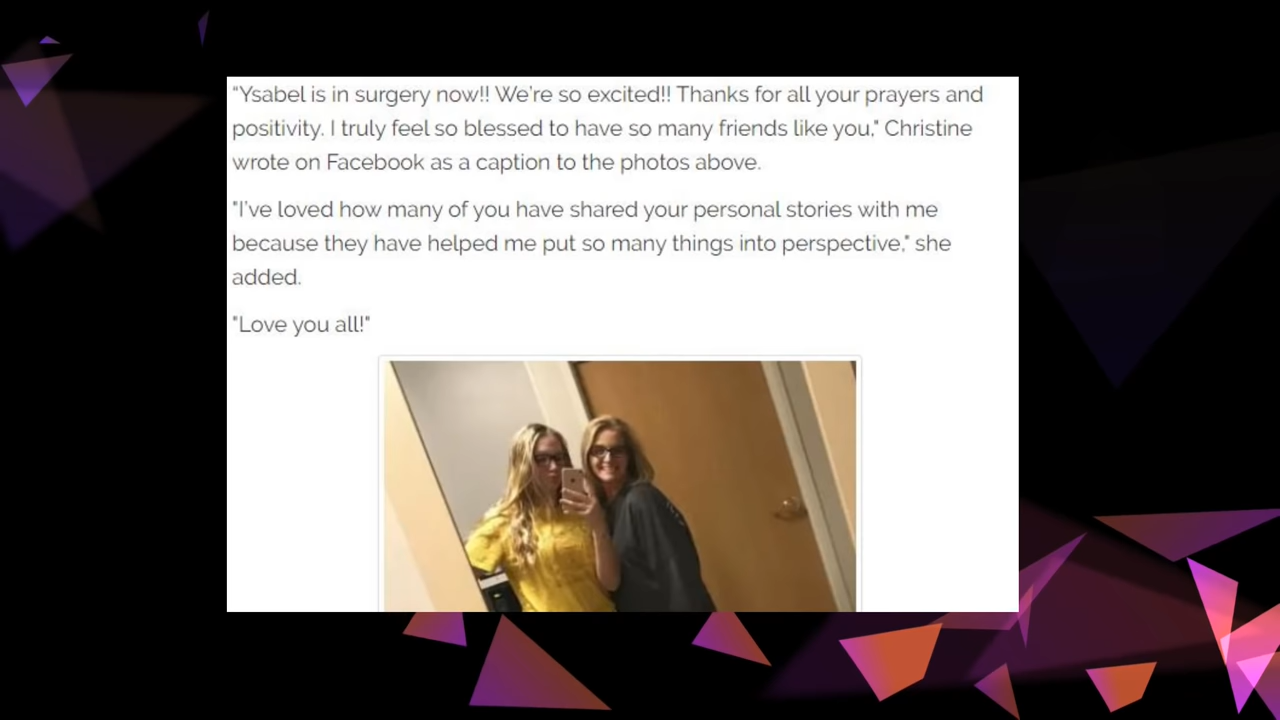 “Ysabel is in surgery now!! We're so excited!! Thanks for all your prayers and
positivity. I truly feel so blessed to have so many friends like you," Christine
wrote on Facebook as a caption to the photos above.
"I've loved how many of you have shared your personal stories with me
because they have helped me put so many things into perspective," she
added.
"Love you all!"